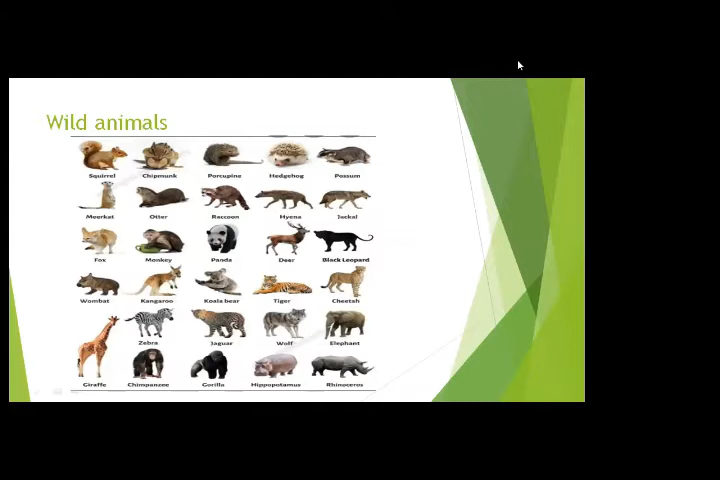 Wild animals
Squirrel Chipmunk Porcupine Hedgehog Possum
Meerkat Otter Raccoon Hyena Jackal
Fox Monkey Panda Deer Black Leopard
Wombat Kangaroo Koala bear Tiger Cheetah
Zebra Jaguar Wolf Elephant
Giraffe Chimpanzee Gorilla Hippopotamus Rhinoceros